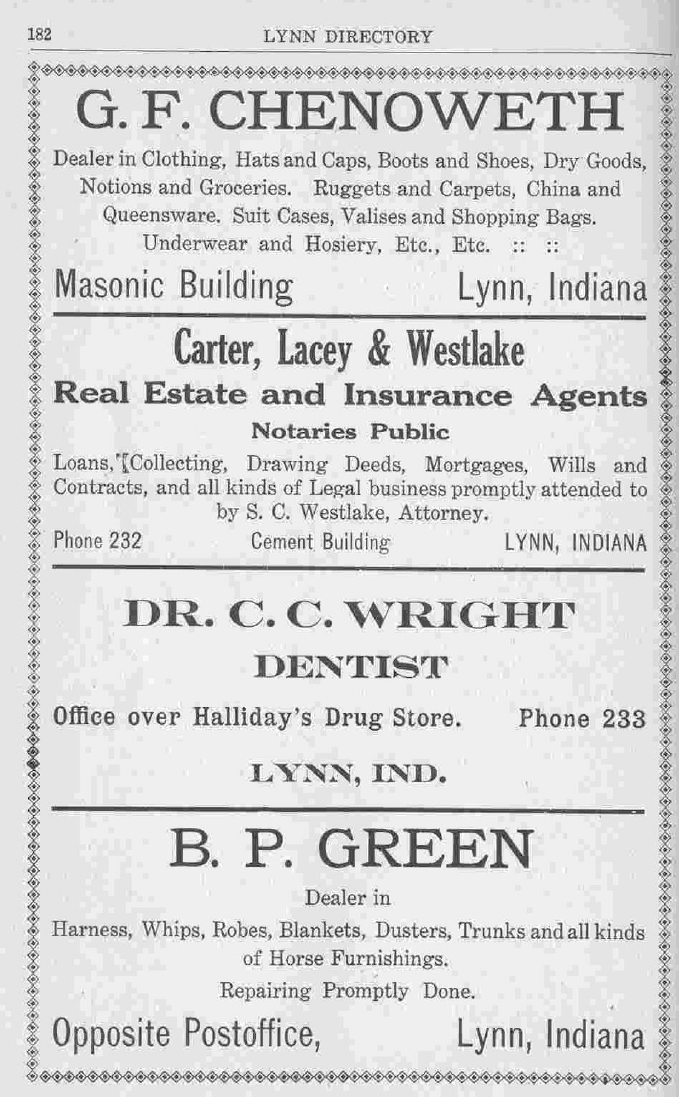 182 LYNN DIRECTORY
G. F. CHENOWETH
Dealer in Clothing, Hats and Caps, Boots and Shoes, Dry Goods,
Notions and Groceries. Ruggets and Carpets, China and
Queensware. Suit Cases, Valises and Shopping Bags.
Underwear and Hosiery, Etc., Etc. :: ::
Masonic Building Lynn, Indiana
Carter, Lacey & Westlake
Real Estate and Insurance Agents
Notaries Public
Loans, [Collecting, Drawing Deeds, Mortgages, Wills and
Contracts, and all kinds of Legal business promptly attended to
by S. C. Westlake, Attorney.
Phone 232 Cement Building LYNN, INDIANA
DR. C. C. WRIGHT
DENTIST
Office over Halliday's Drug Store. Phone 233
LYNN, IND.
B. P. GREEN
Dealer in
Harness, Whips, Robes, Blankets, Dusters, Trunks and all kinds
of Horse Furnishings.
Repairing Promptly Done.
Opposite Postoffice, Lynn, Indiana